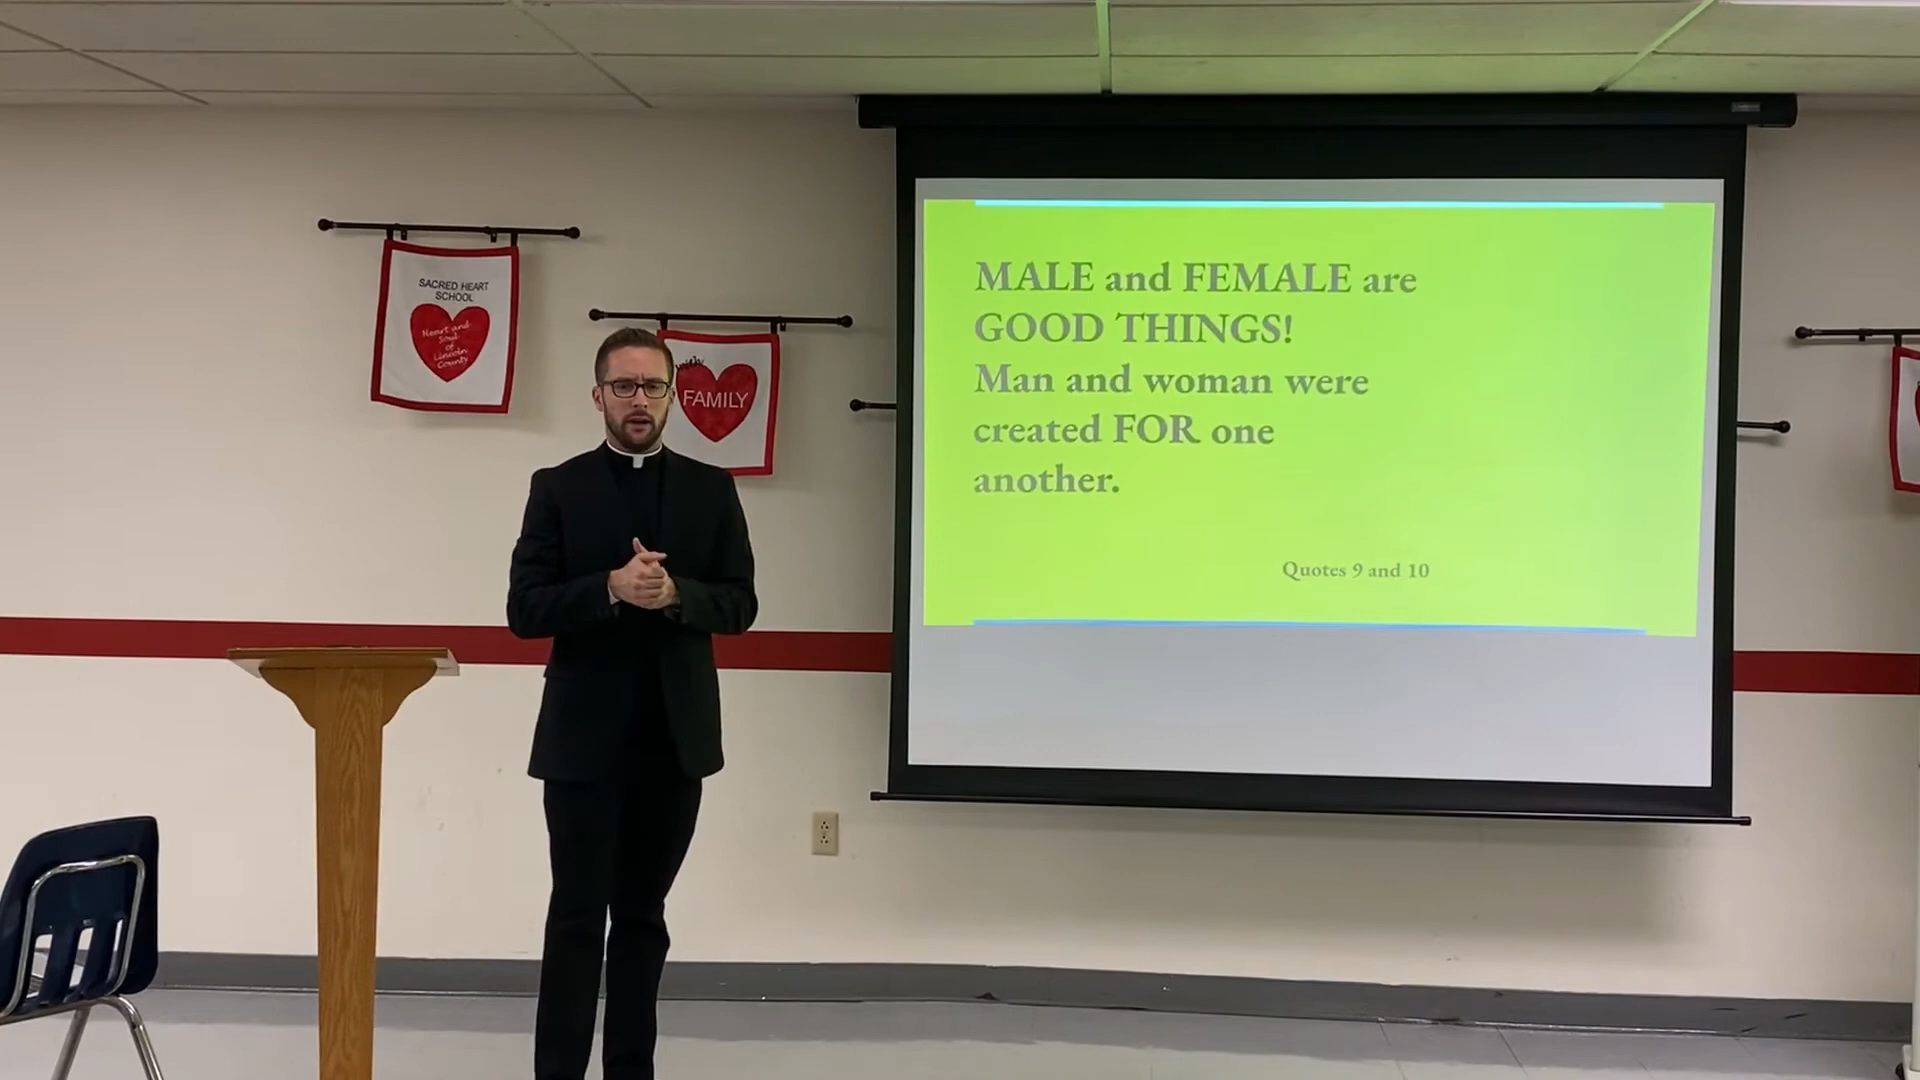 SACRED HEART
SCHOOL
Heart and
Soul
of
Lincoln
County
with
FAMILY
MALE and FEMALE are
GOOD THINGS!
Man and woman were
created FOR one
another.
Quotes 9 and 10